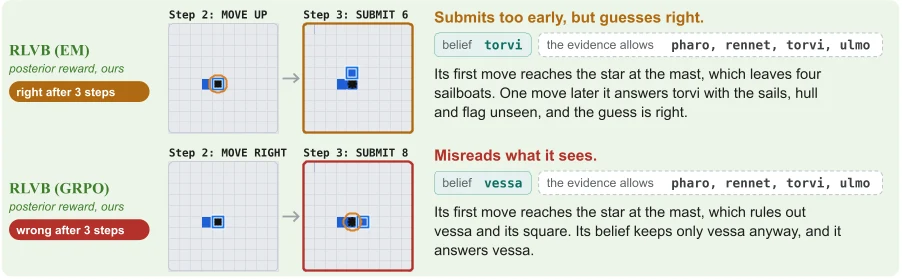 Step 2: MOVE UP
Step 3: SUBMIT 6
RLVB (EM)
posterior reward, ours
right after 3 steps
Submits too early, but guesses right.
belief torvi
the evidence allows pharo, rennet, torvi, ulmo
Its first move reaches the star at the mast, which leaves four
sailboats. One move later it answers torvi with the sails, hull
and flag unseen, and the guess is right.
Step 2: MOVE RIGHT
Step 3: SUBMIT 8
RLVB (GRPO)
posterior reward, ours
wrong after 3 steps
Misreads what it sees.
belief vessa
the evidence allows pharo, rennet, torvi, ulmo
Its first move reaches the star at the mast, which rules out
vessa and its square. Its belief keeps only vessa anyway, and it
answers vessa.